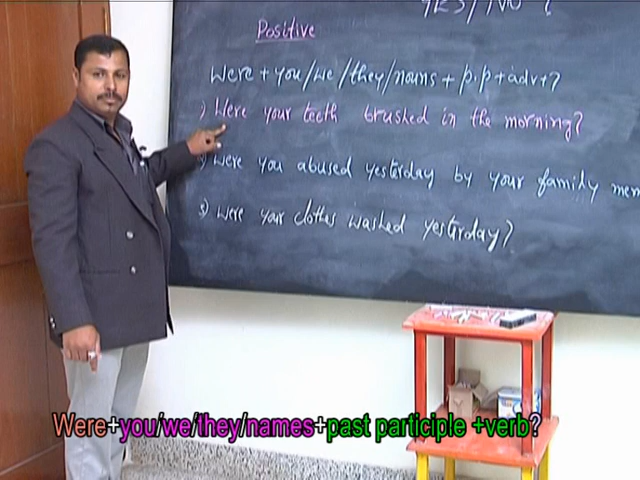 YES/NO ?
Positive
Were + you/we/they/nouns + p.p + adv + ?
1) Were your teeth brushed in the morning?
2) Were you abused yesterday by your family mem
3) Were your clothes washed yesterday?
Were+you/we/they/names+past participle +verb?